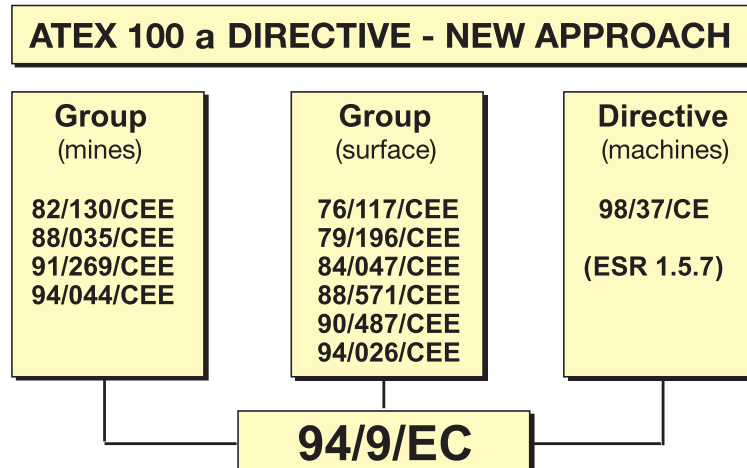 ATEX 100 a DIRECTIVE - NEW APPROACH
Group
(mines)
82/130/CEE
88/035/CEE
91/269/CEE
94/044/CEE
Group
(surface)
76/117/CEE
79/196/CEE
84/047/CEE
88/571/CEE
90/487/CEE
94/026/CEE
Directive
(machines)
98/37/CE
(ESR 1.5.7)
94/9/EC